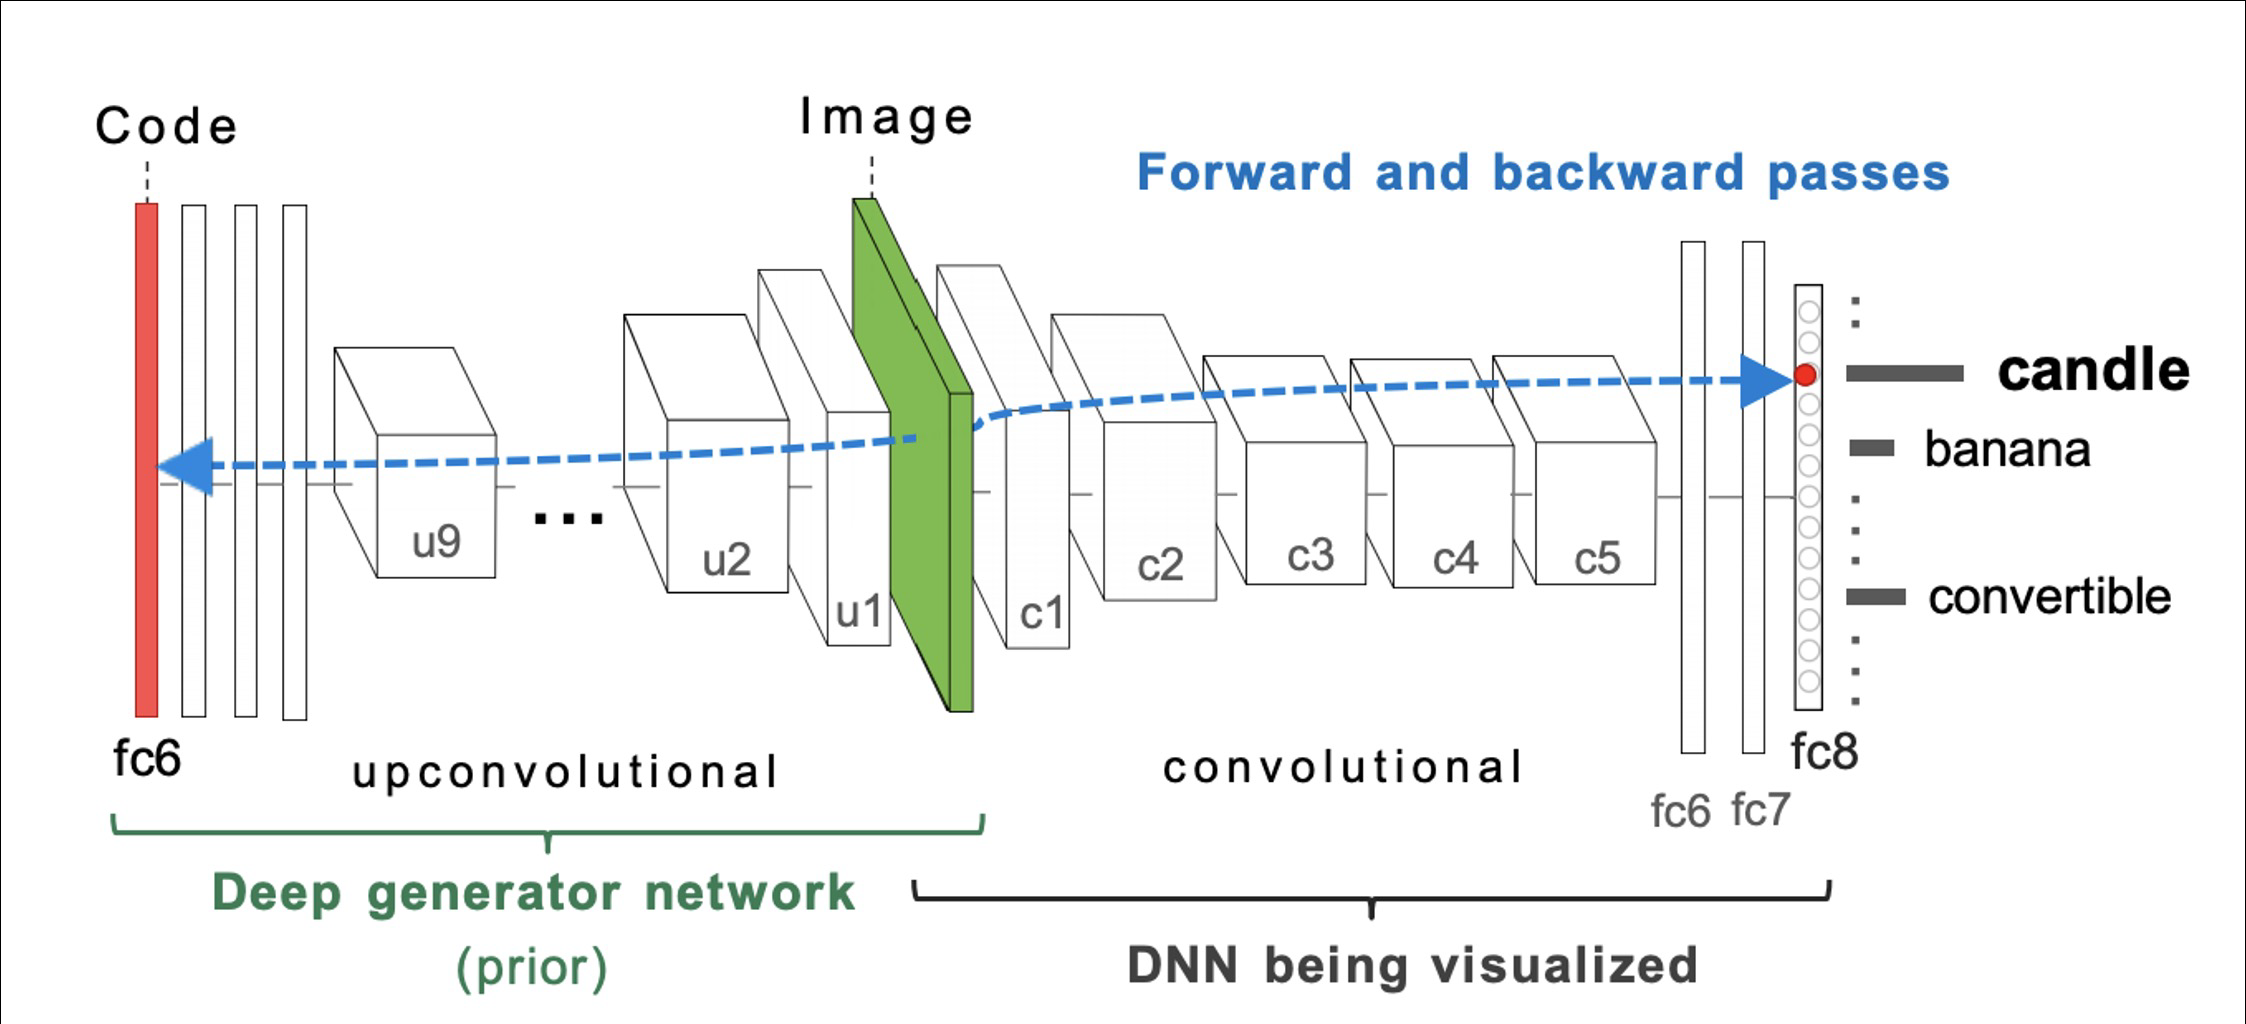 Code
Image
Forward and backward passes
candle
banana
convertible
u9
...
u2
u1
c1
c2
c3
c4
c5
fc6
upconvolutional
convolutional
fc6
fc7
fc8
Deep generator network
(prior)
DNN being visualized